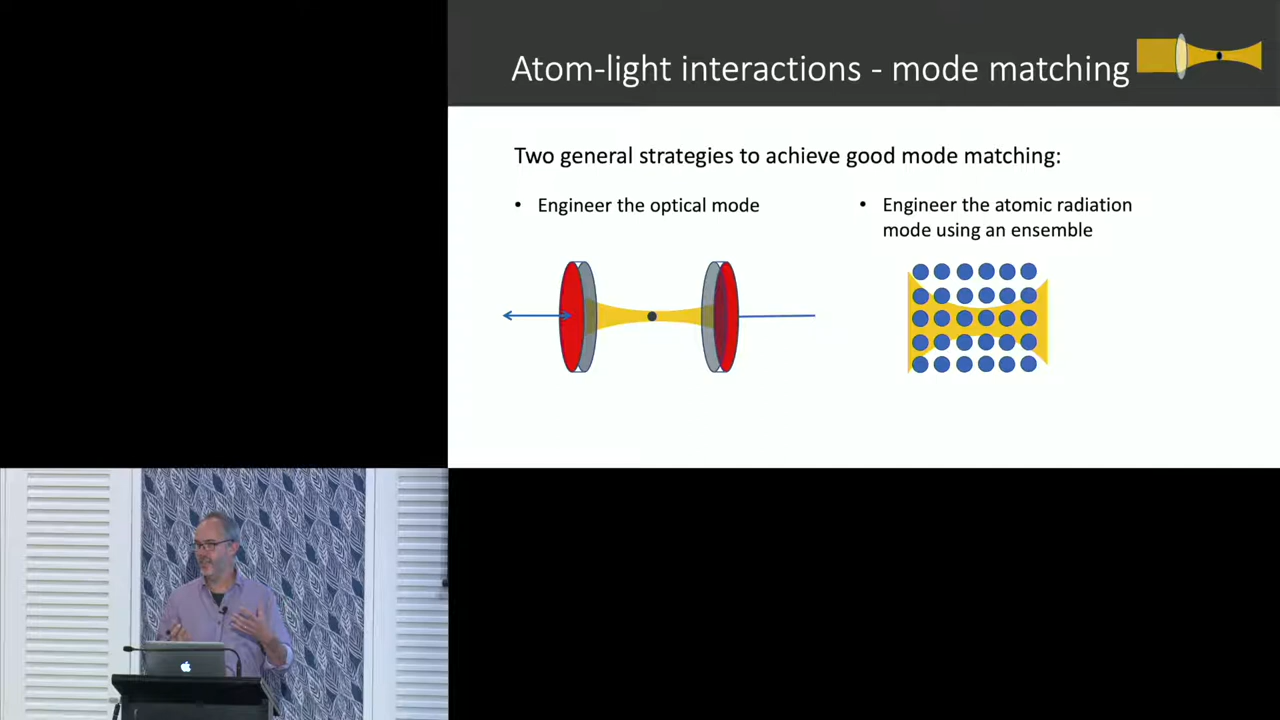 Atom-light interactions - mode matching
Two general strategies to achieve good mode matching:
• Engineer the optical mode
• Engineer the atomic radiation
mode using an ensemble